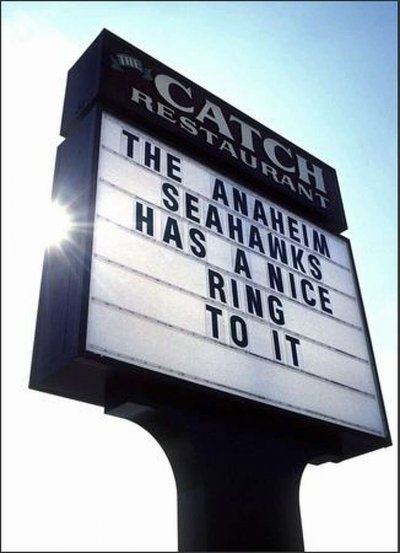 THE
CATCH
RESTAURANT
THE ANAHEIM
SEAHAWKS
HAS A NICE
RING
TO IT